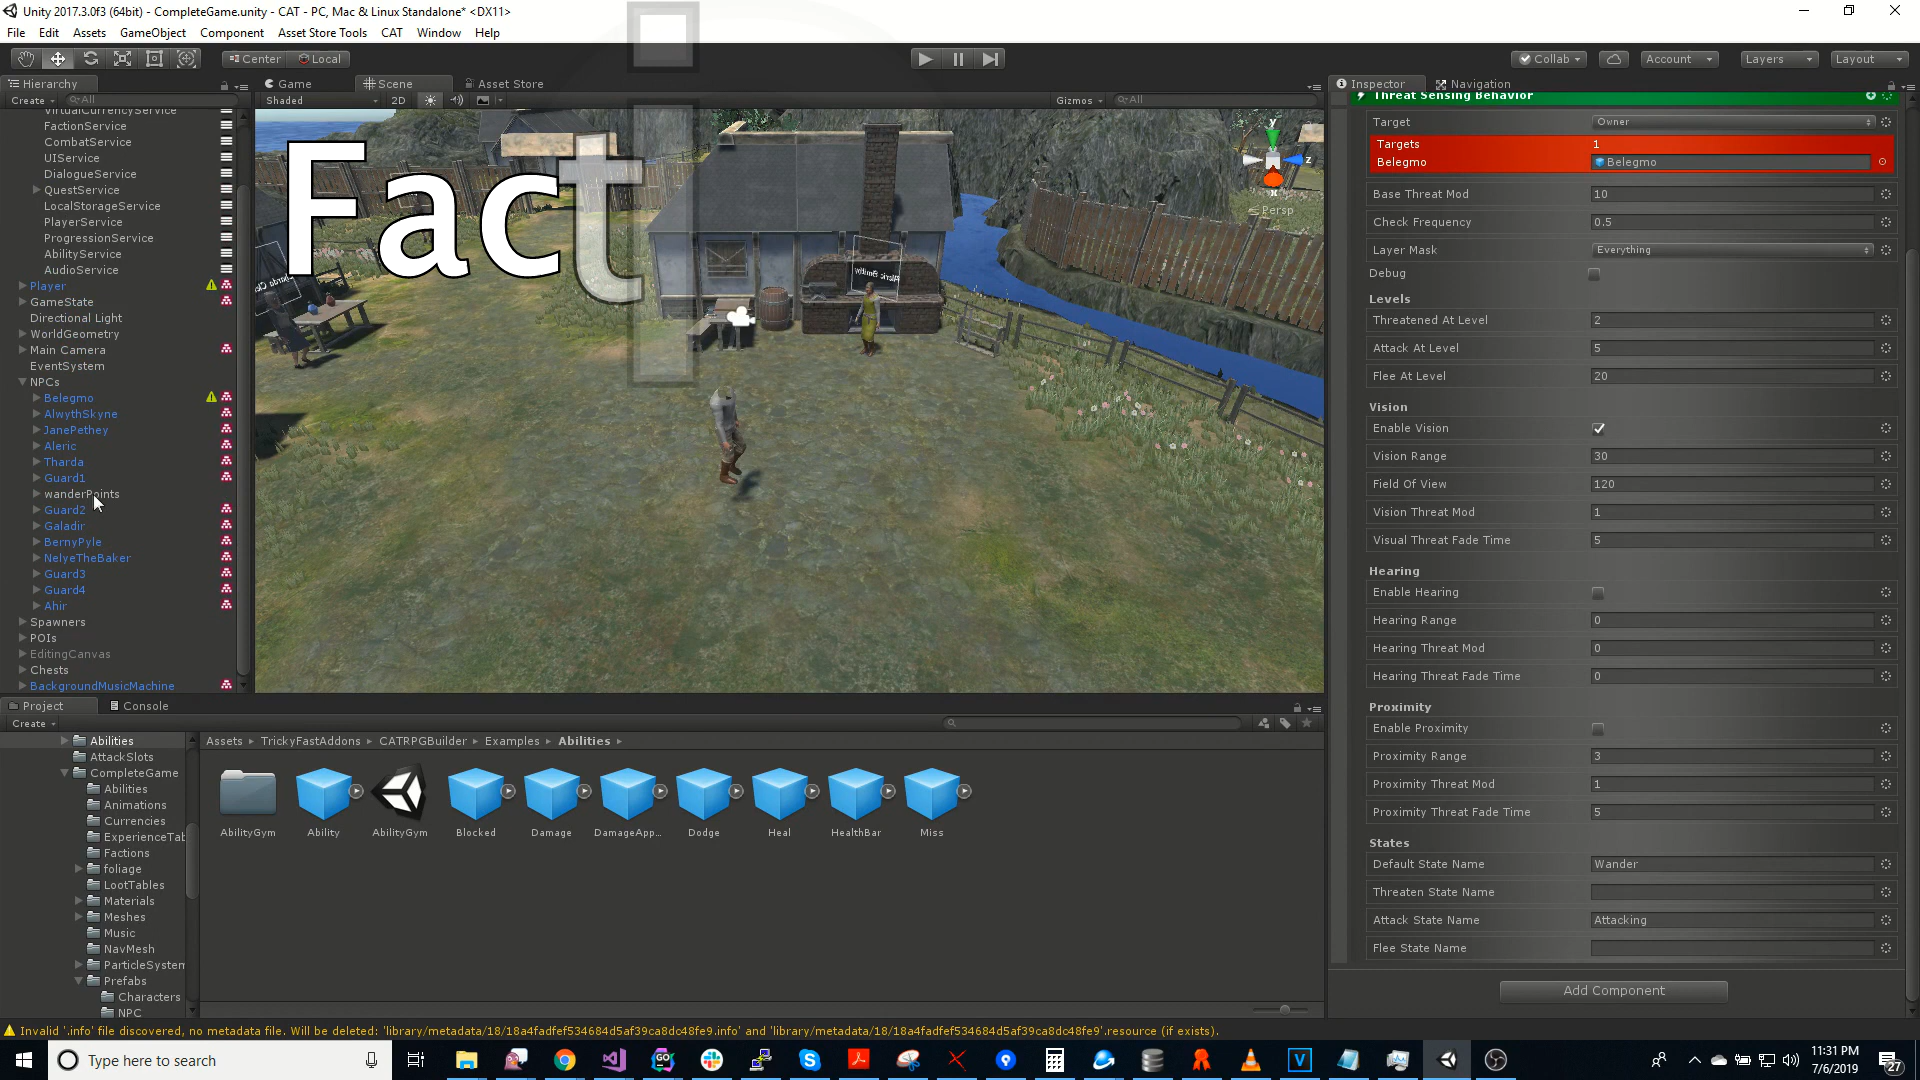 Unity 2017.3.0f3 (64bit) - CompleteGame.unity - CAT - PC, Mac & Linux Standalone* <DX11>
File Edit Assets GameObject Component Asset Store Tools CAT Window Help
Center Local Collab Account Layers Layout
Hierarchy Game Scene Asset Store Inspector Navigation
Create All Shaded 2D Gizmos All
VirtualCurrencyService
FactionService
CombatService
UIService
DialogueService
QuestService
LocalStorageService
PlayerService
ProgressionService
AbilityService
AudioService
Player
GameState
Directional Light
WorldGeometry
Main Camera
EventSystem
NPCs
Belegmo
AlwythSkyne
JanePethey
Aleric
Tharda
Guard1
wanderPoints
Guard2
Galadir
BernyPyle
NelyeTheBaker
Guard3
Guard4
Ahir
Spawners
POIs
EditingCanvas
Chests
BackgroundMusicMachine
Fact
y
z
x
Persp
Threat Sensing Behavior
Target Owner
Targets 1
Belegmo Belegmo
Base Threat Mod 10
Check Frequency 0.5
Layer Mask Everything
Debug
Levels
Threatened At Level 2
Attack At Level 5
Flee At Level 20
Vision
Enable Vision
Vision Range 30
Field Of View 120
Vision Threat Mod 1
Visual Threat Fade Time 5
Hearing
Enable Hearing
Hearing Range 0
Hearing Threat Mod 0
Hearing Threat Fade Time 0
Proximity
Enable Proximity
Proximity Range 3
Proximity Threat Mod 1
Proximity Threat Fade Time 5
States
Default State Name Wander
Threaten State Name
Attack State Name Attacking
Flee State Name
Add Component
Project Console
Create
Abilities
AttackSlots
CompleteGame
Abilities
Animations
Currencies
ExperienceTab
Factions
foliage
LootTables
Materials
Meshes
Music
NavMesh
ParticleSystem
Prefabs
Characters
NPC
Assets TrickyFastAddons CATRPGBuilder Examples Abilities
AbilityGym Ability AbilityGym Blocked Damage DamageApp... Dodge Heal HealthBar Miss
Invalid '.info' file discovered, no metadata file. Will be deleted: 'library/metadata/18/18a4fadfef534684d5af39ca8dc48fe9.info' and 'library/metadata/18/18a4fadfef534684d5af39ca8dc48fe9'.resource (if exists).
Type here to search
11:31 PM
7/6/2019
27